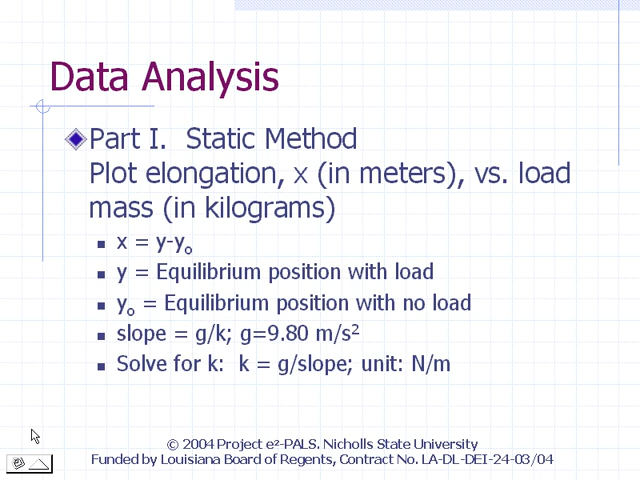 Data Analysis
Part I.  Static Method
Plot elongation, x (in meters), vs. load
mass (in kilograms)
x = y-yₒ
y = Equilibrium position with load
yₒ = Equilibrium position with no load
slope = g/k; g=9.80 m/s²
Solve for k:  k = g/slope; unit: N/m
© 2004 Project e²-PALS. Nicholls State University
Funded by Louisiana Board of Regents, Contract No. LA-DL-DEI-24-03/04